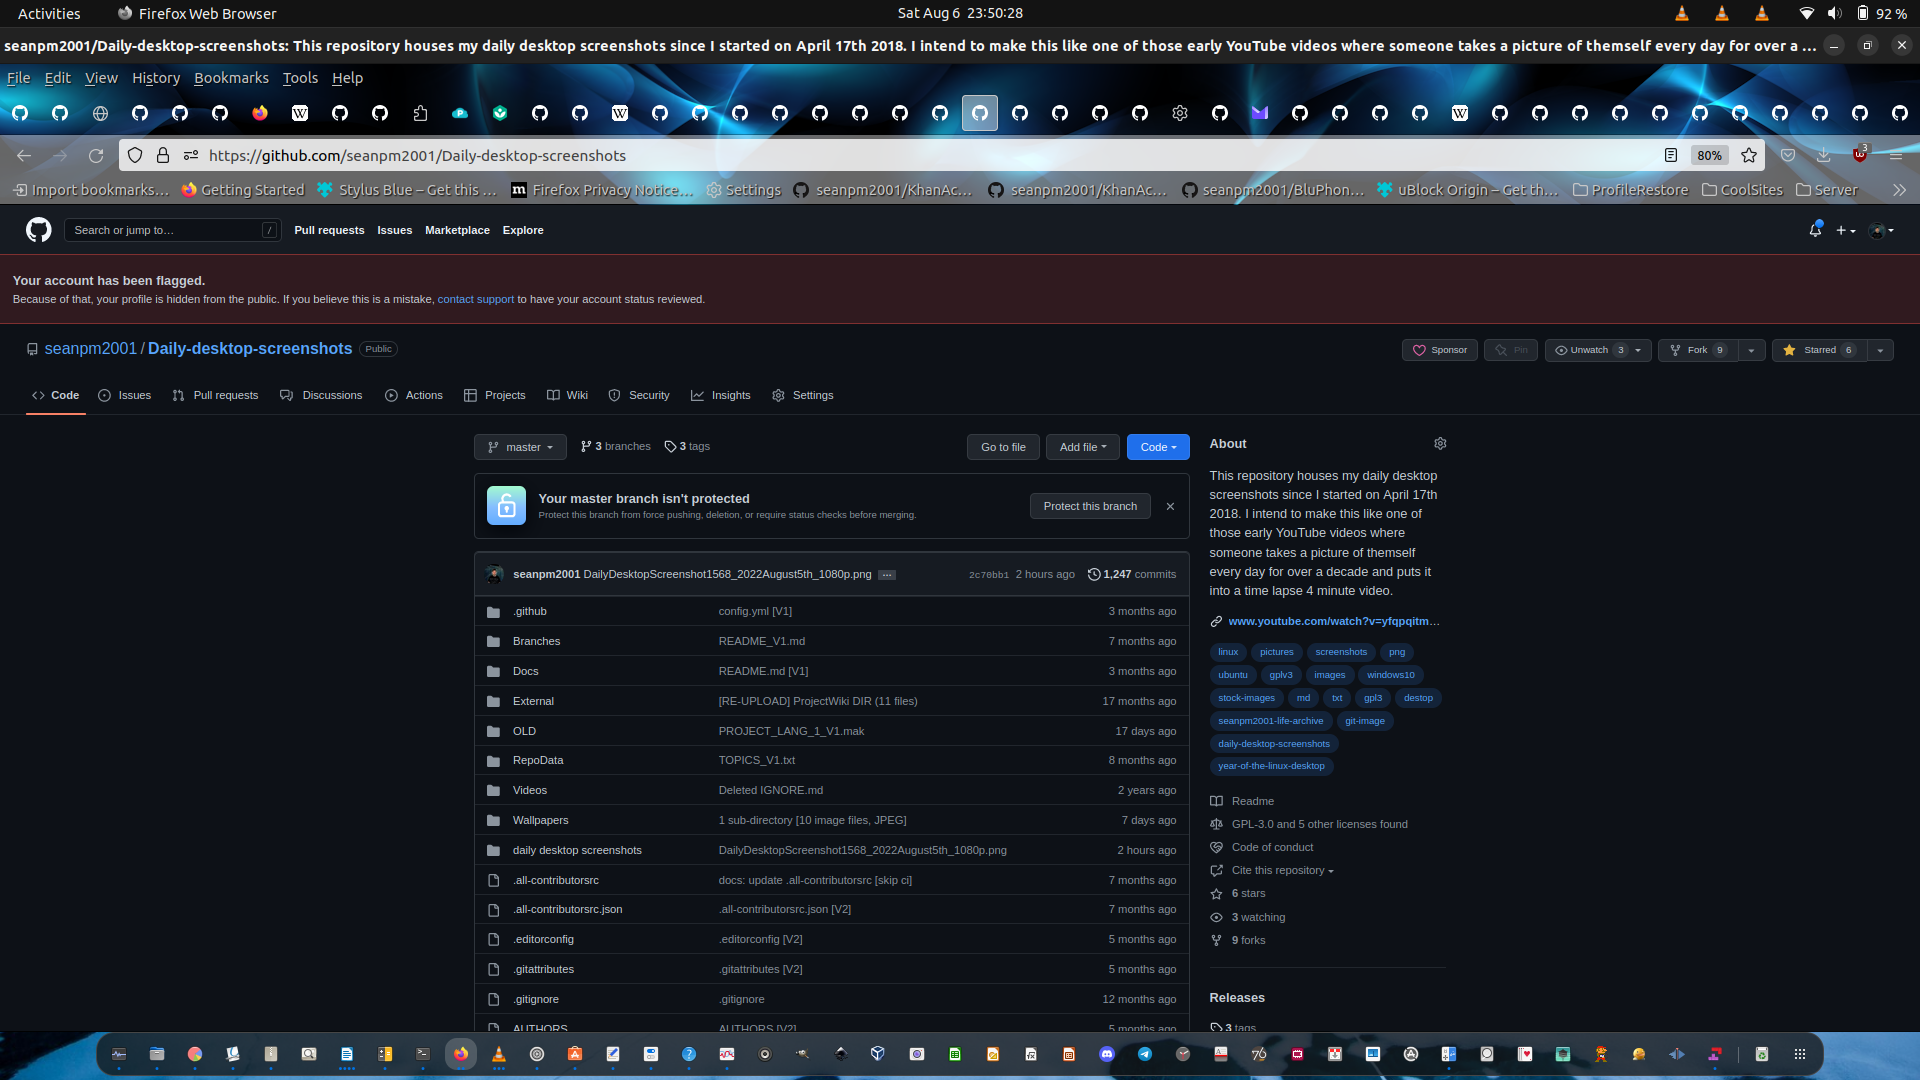 Activities
Firefox Web Browser
Sat Aug 6 23:50:28
92 %
seanpm2001/Daily-desktop-screenshots: This repository houses my daily desktop screenshots since I started on April 17th 2018. I intend to make this like one of those early YouTube videos where someone takes a picture of themself every day for over a …
File Edit View History Bookmarks Tools Help
https://github.com/seanpm2001/Daily-desktop-screenshots
80%
3
Import bookmarks…
Getting Started
Stylus Blue – Get this …
Firefox Privacy Notice…
Settings
seanpm2001/KhanAc…
seanpm2001/KhanAc…
seanpm2001/BluPhon…
uBlock Origin – Get th…
ProfileRestore
CoolSites
Server
Search or jump to…
/
Pull requests
Issues
Marketplace
Explore
Your account has been flagged.
Because of that, your profile is hidden from the public. If you believe this is a mistake, contact support to have your account status reviewed.
seanpm2001 / Daily-desktop-screenshots
Public
Sponsor
Pin
Unwatch 3
Fork 9
Starred 6
Code
Issues
Pull requests
Discussions
Actions
Projects
Wiki
Security
Insights
Settings
master
3 branches
3 tags
Go to file
Add file
Code
Your master branch isn't protected
Protect this branch from force pushing, deletion, or require status checks before merging.
Protect this branch
seanpm2001 DailyDesktopScreenshot1568_2022August5th_1080p.png …
2c70bb1 2 hours ago
1,247 commits
.github config.yml [V1] 3 months ago
Branches README_V1.md 7 months ago
Docs README.md [V1] 3 months ago
External [RE-UPLOAD] ProjectWiki DIR (11 files) 17 months ago
OLD PROJECT_LANG_1_V1.mak 17 days ago
RepoData TOPICS_V1.txt 8 months ago
Videos Deleted IGNORE.md 2 years ago
Wallpapers 1 sub-directory [10 image files, JPEG] 7 days ago
daily desktop screenshots DailyDesktopScreenshot1568_2022August5th_1080p.png 2 hours ago
.all-contributorsrc docs: update .all-contributorsrc [skip ci] 7 months ago
.all-contributorsrc.json .all-contributorsrc.json [V2] 7 months ago
.editorconfig .editorconfig [V2] 5 months ago
.gitattributes .gitattributes [V2] 5 months ago
.gitignore .gitignore 12 months ago
AUTHORS AUTHORS [V2] 5 months ago
About
This repository houses my daily desktop
screenshots since I started on April 17th
2018. I intend to make this like one of
those early YouTube videos where
someone takes a picture of themself
every day for over a decade and puts it
into a time lapse 4 minute video.
www.youtube.com/watch?v=yfqpqitm…
linux pictures screenshots png
ubuntu gplv3 images windows10
stock-images md txt gpl3 destop
seanpm2001-life-archive git-image
daily-desktop-screenshots
year-of-the-linux-desktop
Readme
GPL-3.0 and 5 other licenses found
Code of conduct
Cite this repository
6 stars
3 watching
9 forks
Releases
3 tags